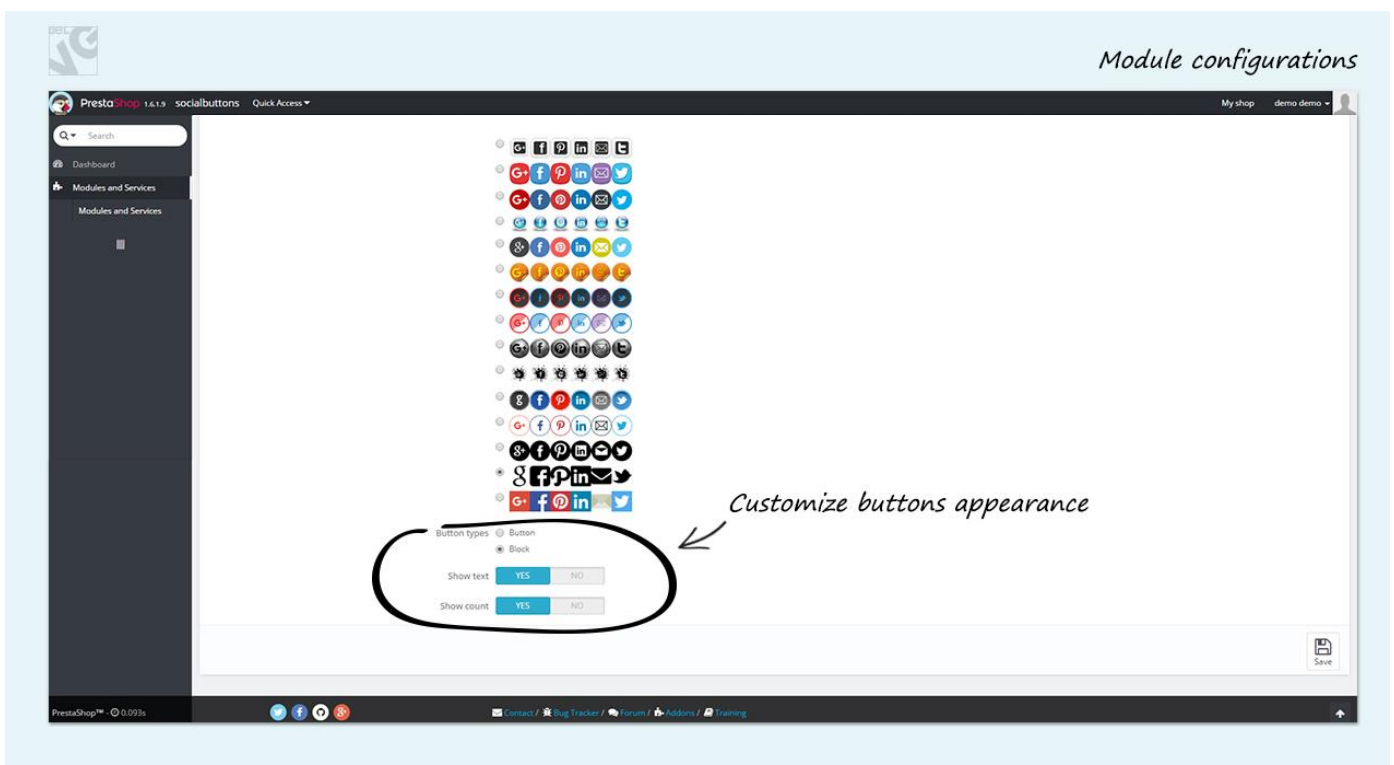 DEC
VG
Module configurations
PrestaShop 1.6.1.9 socialbuttons Quick Access
My shop demo demo
Search
Dashboard
Modules and Services
Modules and Services
Customize buttons appearance
Button types Button
Block
Show text YES NO
Show count YES NO
Save
PrestaShop™ - 0.093s
Contact / Bug Tracker / Forum / Addons / Training